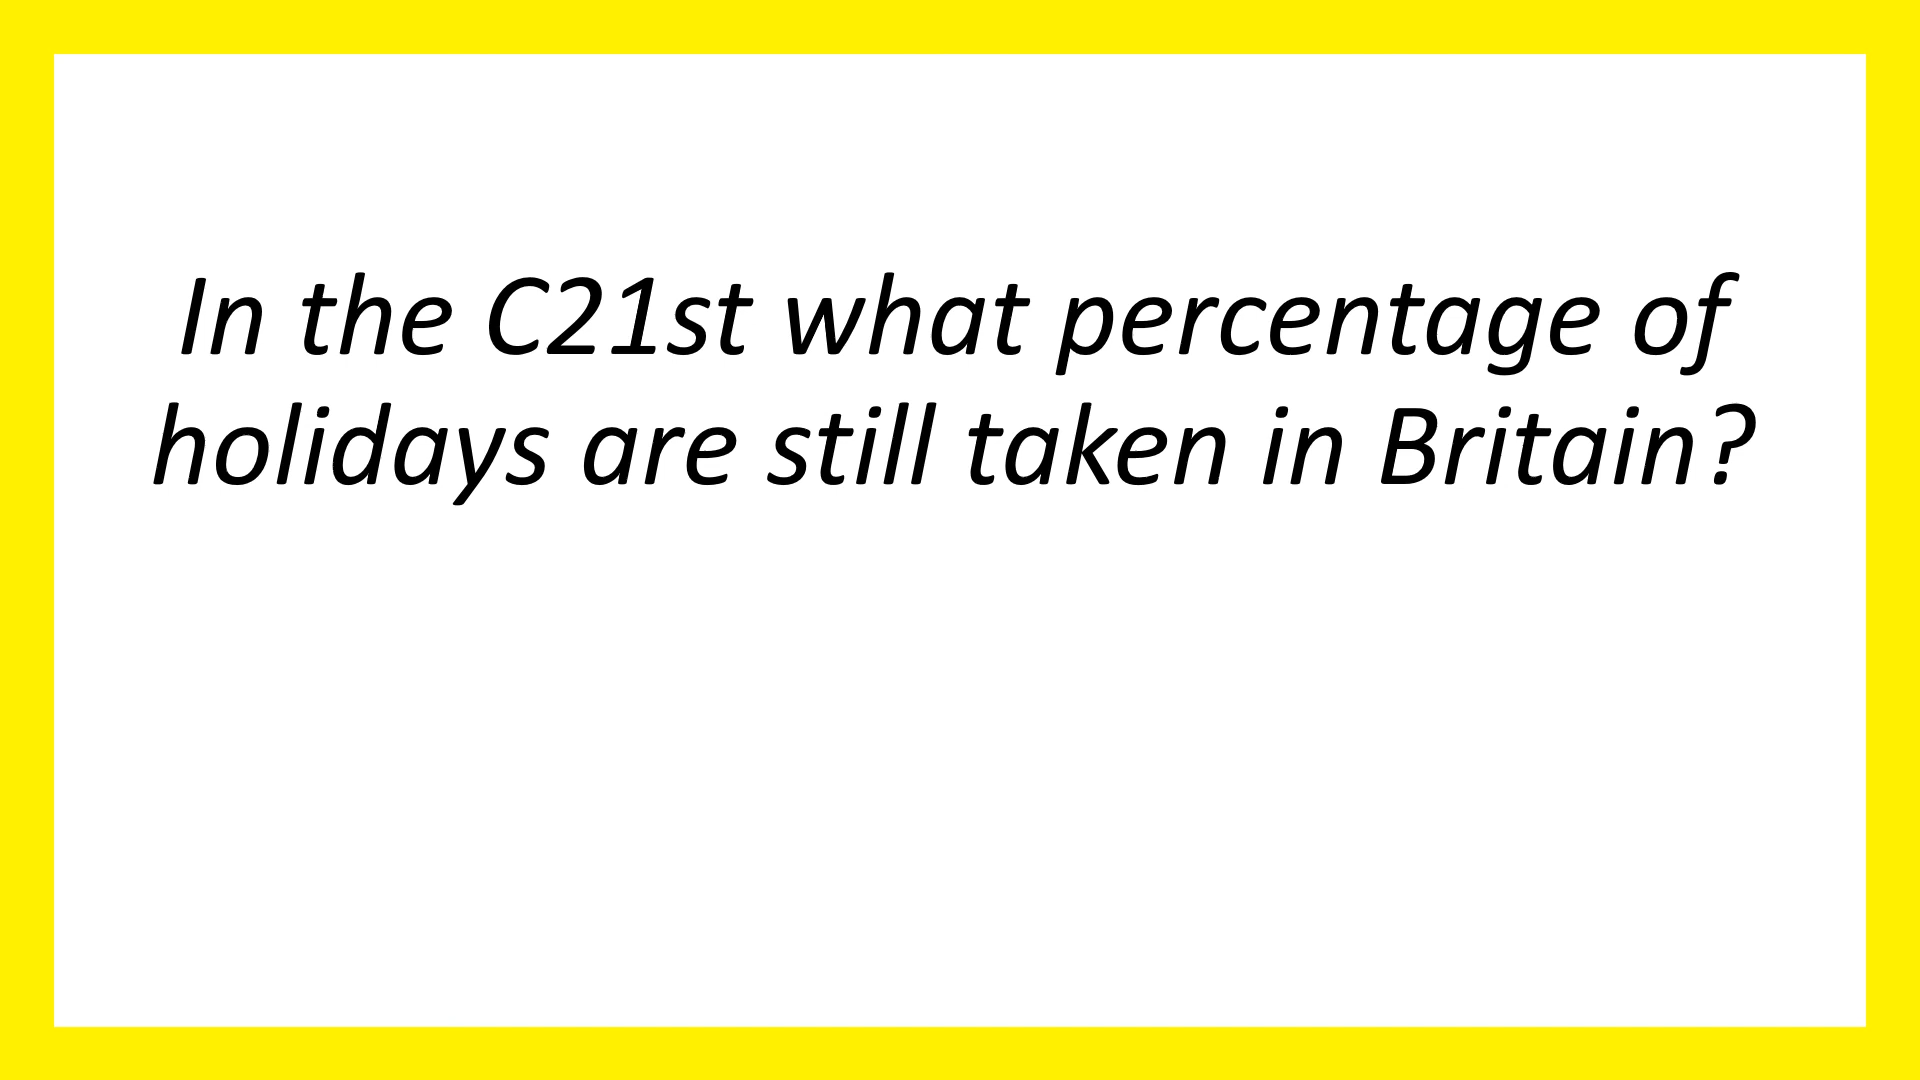 In the C21st what percentage of
holidays are still taken in Britain?